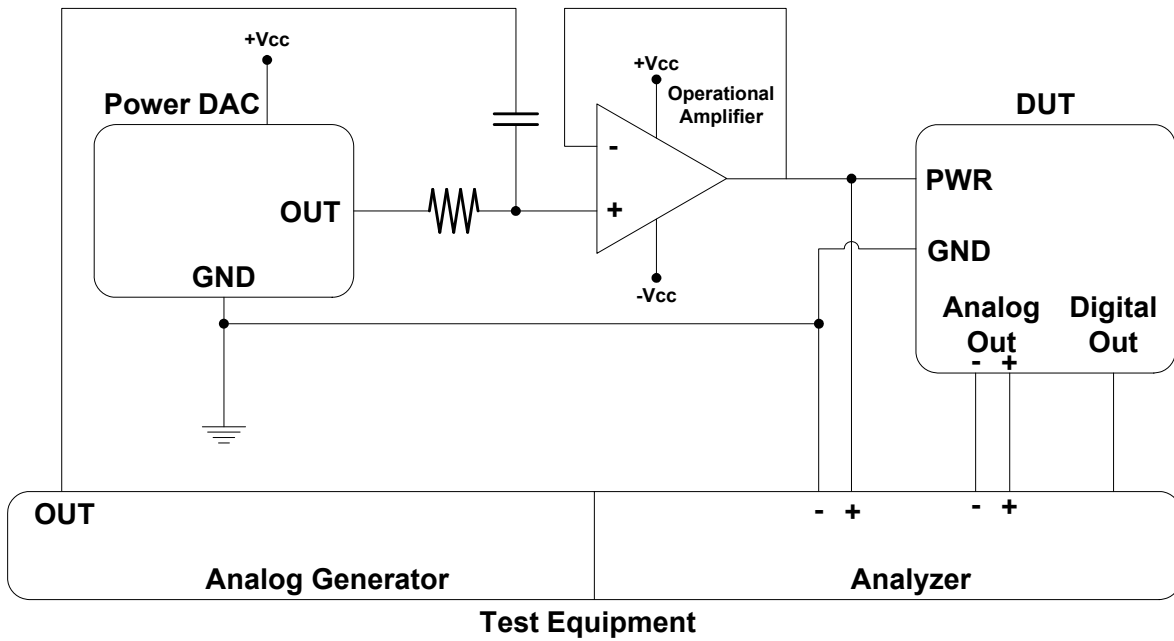 +Vcc
Power DAC
OUT
GND
+Vcc
Operational
Amplifier
-
+
-Vcc
DUT
PWR
GND
Analog
Out
Digital
Out
- +
OUT
- +
- +
Analog Generator
Analyzer
Test Equipment